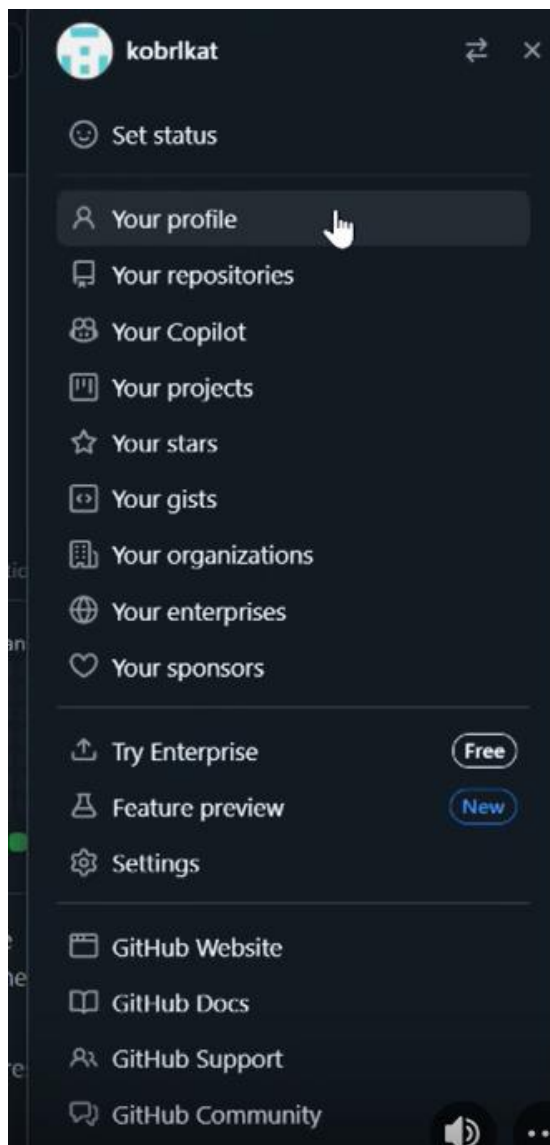 kobrlkat
Set status
Your profile
Your repositories
Your Copilot
Your projects
Your stars
Your gists
Your organizations
Your enterprises
Your sponsors
Try Enterprise Free
Feature preview New
Settings
GitHub Website
GitHub Docs
GitHub Support
GitHub Community